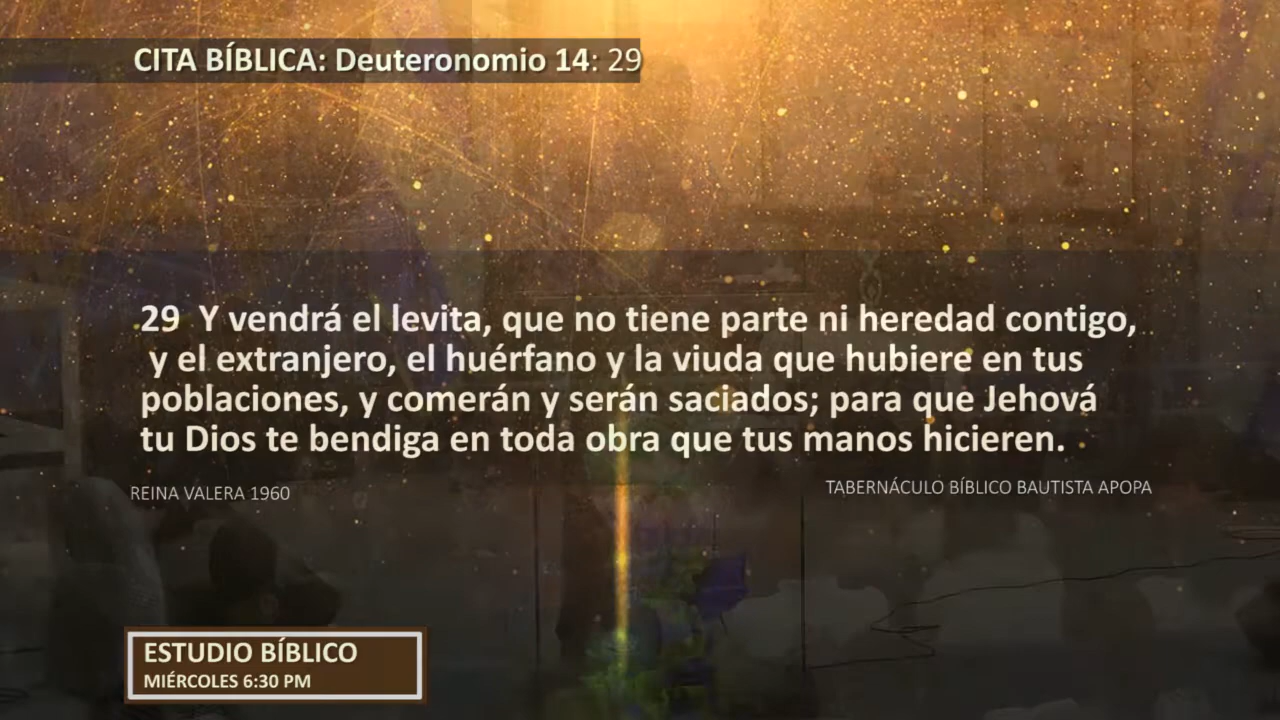 CITA BÍBLICA: Deuteronomio 14: 29
29 Y vendrá el levita, que no tiene parte ni heredad contigo,
y el extranjero, el huérfano y la viuda que hubiere en tus
poblaciones, y comerán y serán saciados; para que Jehová
tu Dios te bendiga en toda obra que tus manos hicieren.
REINA VALERA 1960
TABERNÁCULO BÍBLICO BAUTISTA APOPA
ESTUDIO BÍBLICO
MIÉRCOLES 6:30 PM